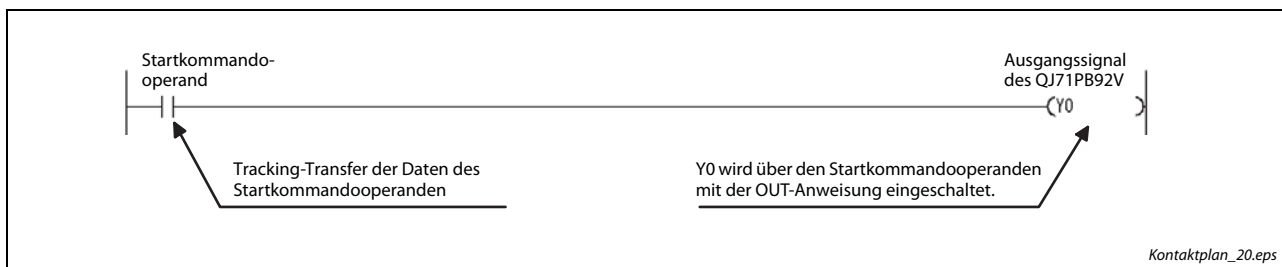 Startkommando-
operand
Ausgangssignal
des QJ71PB92V
Y0
Tracking-Transfer der Daten des
Startkommandooperanden
Y0 wird über den Startkommandooperanden
mit der OUT-Anweisung eingeschaltet.
Kontaktplan_20.eps